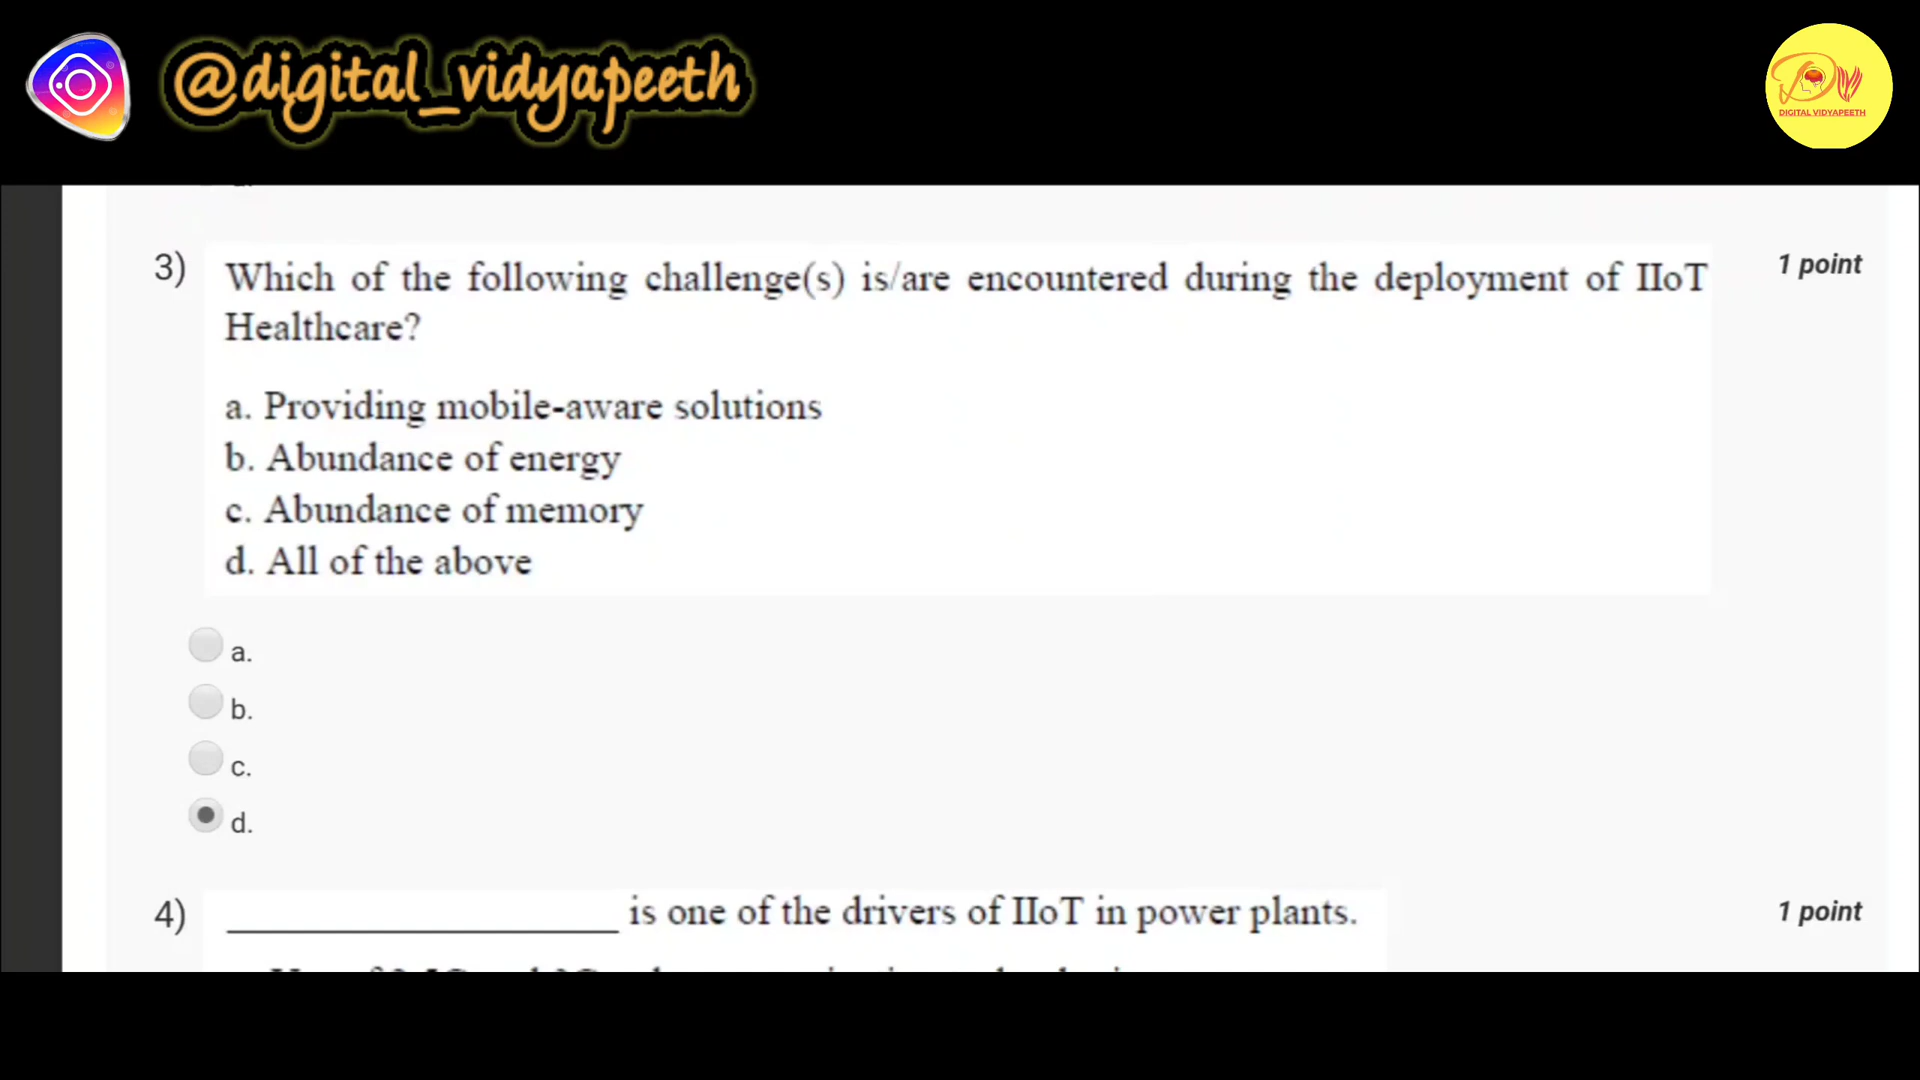 @digital_vidyapeeth
DIGITAL VIDYAPEETH
3)
Which of the following challenge(s) is/are encountered during the deployment of IIoT
Healthcare?
1 point
a. Providing mobile-aware solutions
b. Abundance of energy
c. Abundance of memory
d. All of the above
a.
b.
c.
d.
4) ____________________ is one of the drivers of IIoT in power plants.
1 point